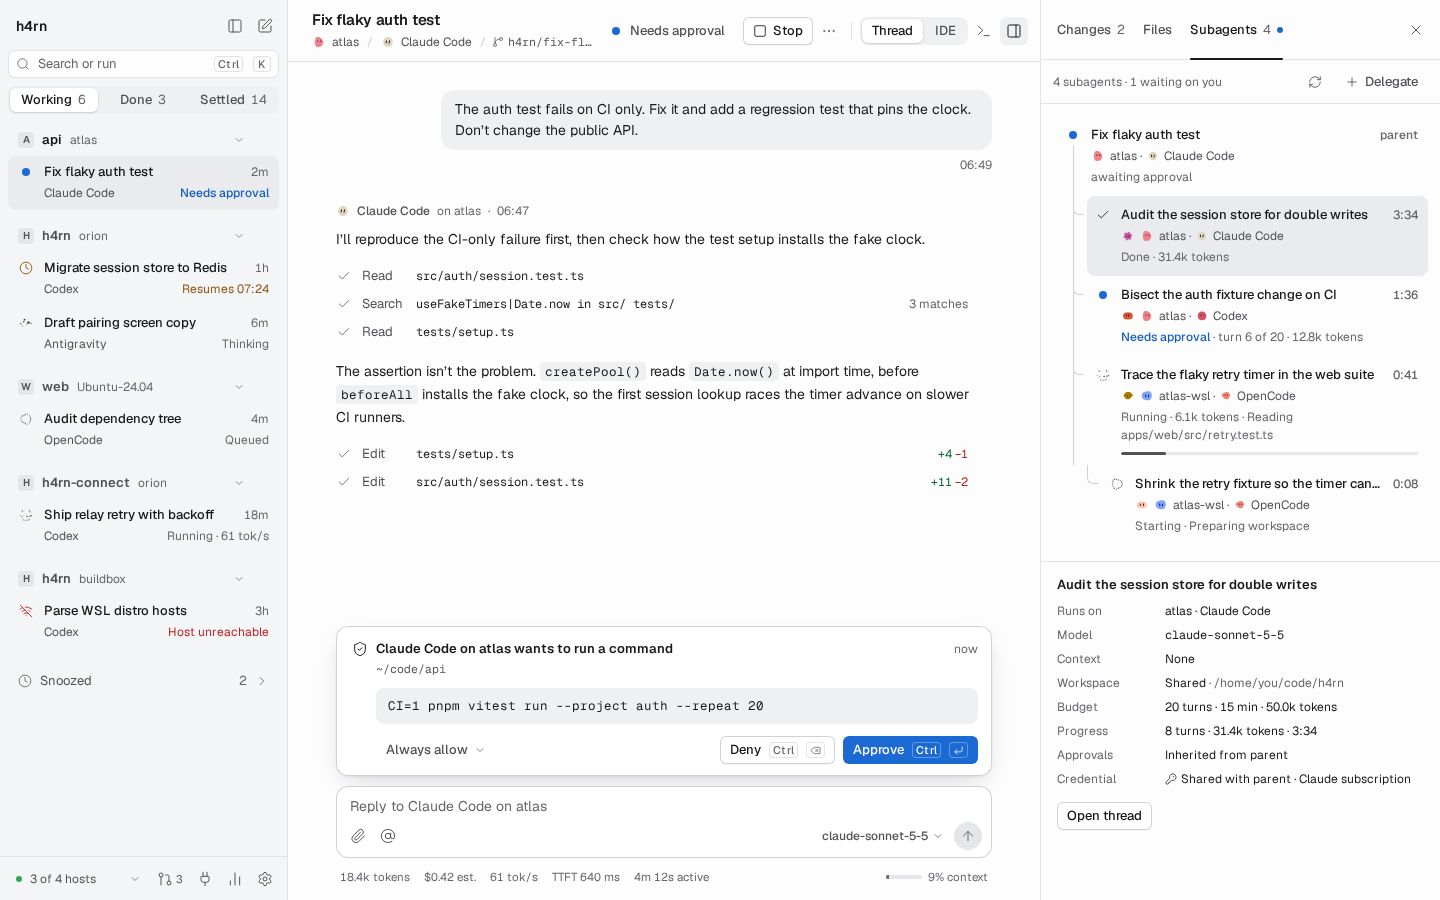 h4rn
Search or run Ctrl K
Working 6 Done 3 Settled 14
A api atlas
Fix flaky auth test 2m
Claude Code Needs approval
H h4rn orion
Migrate session store to Redis 1h
Codex Resumes 07:24
Draft pairing screen copy 6m
Antigravity Thinking
W web Ubuntu-24.04
Audit dependency tree 4m
OpenCode Queued
H h4rn-connect orion
Ship relay retry with backoff 18m
Codex Running · 61 tok/s
H h4rn buildbox
Parse WSL distro hosts 3h
Codex Host unreachable
Snoozed 2
3 of 4 hosts 3
Fix flaky auth test
atlas / Claude Code / h4rn/fix-fl…
Needs approval Stop Thread IDE
The auth test fails on CI only. Fix it and add a regression test that pins the clock.
Don't change the public API.
06:49
Claude Code on atlas · 06:47
I'll reproduce the CI-only failure first, then check how the test setup installs the fake clock.
Read src/auth/session.test.ts
Search useFakeTimers|Date.now in src/ tests/ 3 matches
Read tests/setup.ts
The assertion isn't the problem. createPool() reads Date.now() at import time, before
beforeAll installs the fake clock, so the first session lookup races the timer advance on slower
CI runners.
Edit tests/setup.ts +4 −1
Edit src/auth/session.test.ts +11 −2
Claude Code on atlas wants to run a command now
~/code/api
CI=1 pnpm vitest run --project auth --repeat 20
Always allow Deny Ctrl Approve Ctrl
Reply to Claude Code on atlas
claude-sonnet-5-5
18.4k tokens $0.42 est. 61 tok/s TTFT 640 ms 4m 12s active 9% context
Changes 2 Files Subagents 4
4 subagents · 1 waiting on you Delegate
Fix flaky auth test parent
atlas · Claude Code
awaiting approval
Audit the session store for double writes 3:34
atlas · Claude Code
Done · 31.4k tokens
Bisect the auth fixture change on CI 1:36
atlas · Codex
Needs approval · turn 6 of 20 · 12.8k tokens
Trace the flaky retry timer in the web suite 0:41
atlas-wsl · OpenCode
Running · 6.1k tokens · Reading
apps/web/src/retry.test.ts
Shrink the retry fixture so the timer can… 0:08
atlas-wsl · OpenCode
Starting · Preparing workspace
Audit the session store for double writes
Runs on atlas · Claude Code
Model claude-sonnet-5-5
Context None
Workspace Shared · /home/you/code/h4rn
Budget 20 turns · 15 min · 50.0k tokens
Progress 8 turns · 31.4k tokens · 3:34
Approvals Inherited from parent
Credential Shared with parent · Claude subscription
Open thread